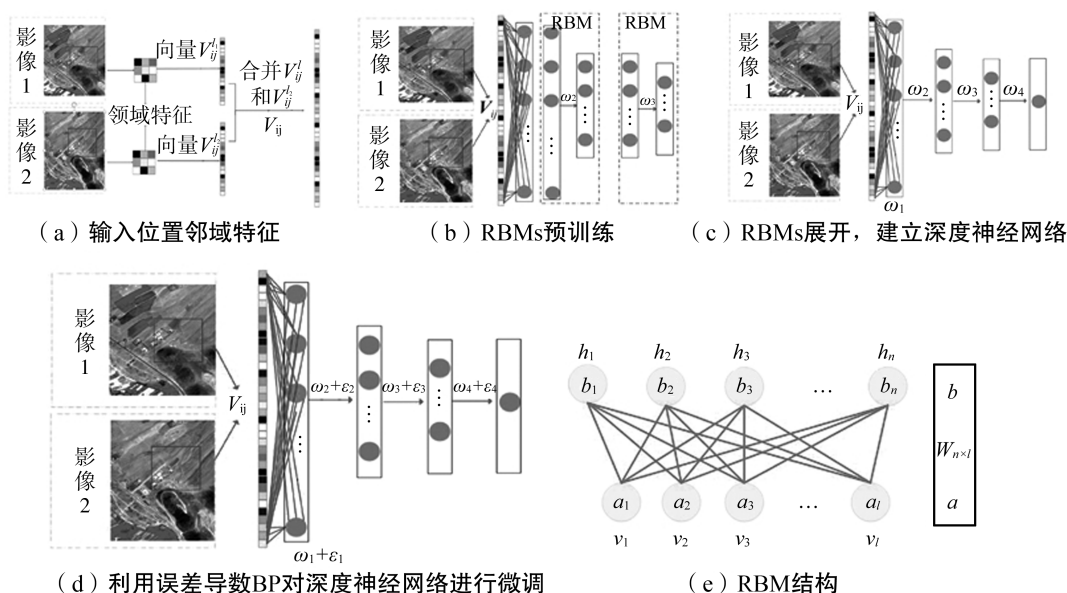 影像1
影像2
向量V_{ij}^{l_1}
领域特征
向量V_{ij}^{l_2}
合并V_{ij}^{l}
和V_{ij}^{l_2}
V_{ij}
(a)输入位置邻域特征
影像1
影像2
V_{ij}
RBM
ω2
RBM
ω3
(b)RBMs预训练
影像1
影像2
V_{ij}
ω1
ω2
ω3
ω4
(c)RBMs展开,建立深度神经网络
影像1
影像2
V_{ij}
ω1+ε1
ω2+ε2
ω3+ε3
ω4+ε4
(d)利用误差导数BP对深度神经网络进行微调
h1 h2 h3 hn
b1 b2 b3 … bn
a1 a2 a3 … al
v1 v2 v3 vl
b
W_{n×l}
a
(e)RBM结构